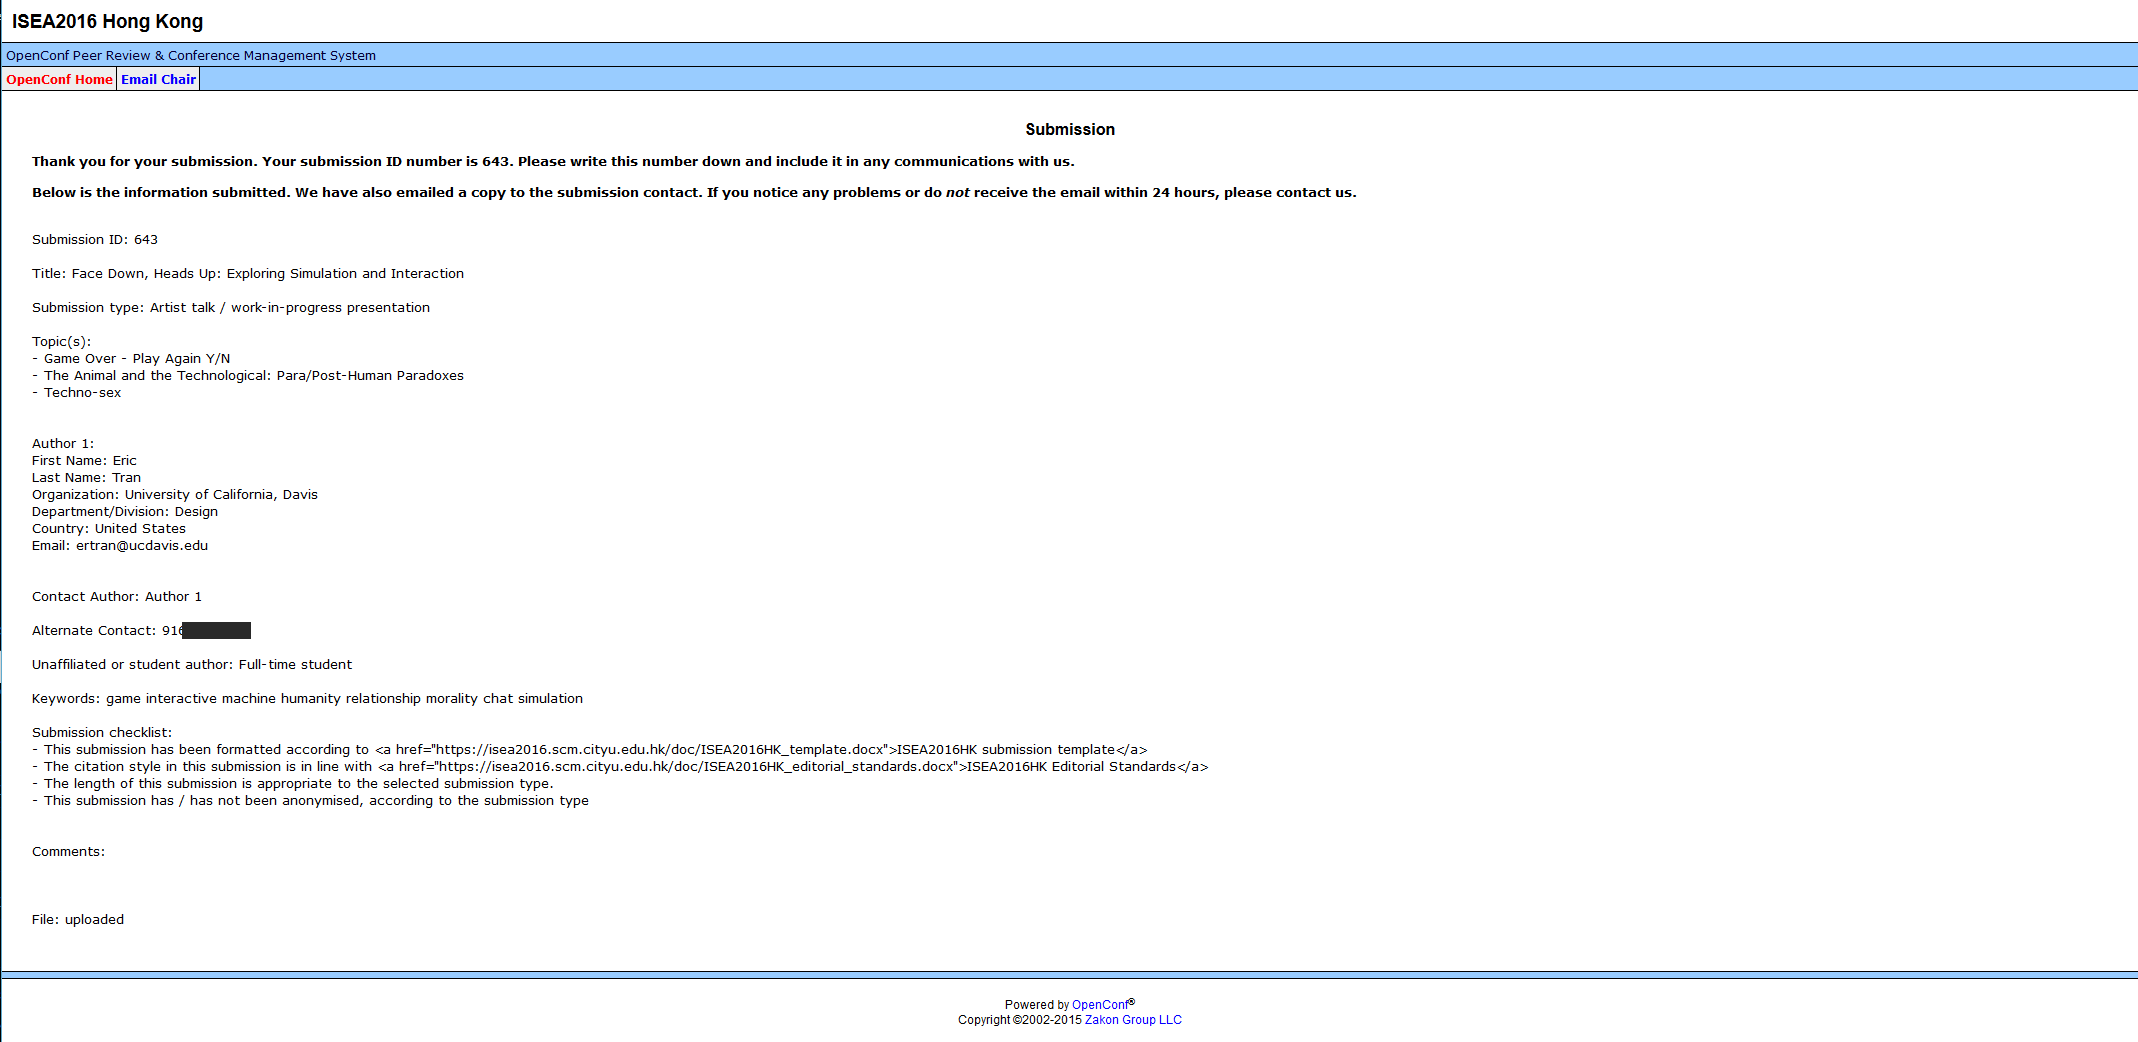 ISEA2016 Hong Kong
OpenConf Peer Review & Conference Management System
OpenConf Home Email Chair
Submission
Thank you for your submission. Your submission ID number is 643. Please write this number down and include it in any communications with us.
Below is the information submitted. We have also emailed a copy to the submission contact. If you notice any problems or do not receive the email within 24 hours, please contact us.
Submission ID: 643
Title: Face Down, Heads Up: Exploring Simulation and Interaction
Submission type: Artist talk / work-in-progress presentation
Topic(s):
- Game Over - Play Again Y/N
- The Animal and the Technological: Para/Post-Human Paradoxes
- Techno-sex
Author 1:
First Name: Eric
Last Name: Tran
Organization: University of California, Davis
Department/Division: Design
Country: United States
Email: ertran@ucdavis.edu
Contact Author: Author 1
Alternate Contact: 916
Unaffiliated or student author: Full-time student
Keywords: game interactive machine humanity relationship morality chat simulation
Submission checklist:
- This submission has been formatted according to <a href="https://isea2016.scm.cityu.edu.hk/doc/ISEA2016HK_template.docx">ISEA2016HK submission template</a>
- The citation style in this submission is in line with <a href="https://isea2016.scm.cityu.edu.hk/doc/ISEA2016HK_editorial_standards.docx">ISEA2016HK Editorial Standards</a>
- The length of this submission is appropriate to the selected submission type.
- This submission has / has not been anonymised, according to the submission type
Comments:
File: uploaded
Powered by OpenConf®
Copyright ©2002-2015 Zakon Group LLC